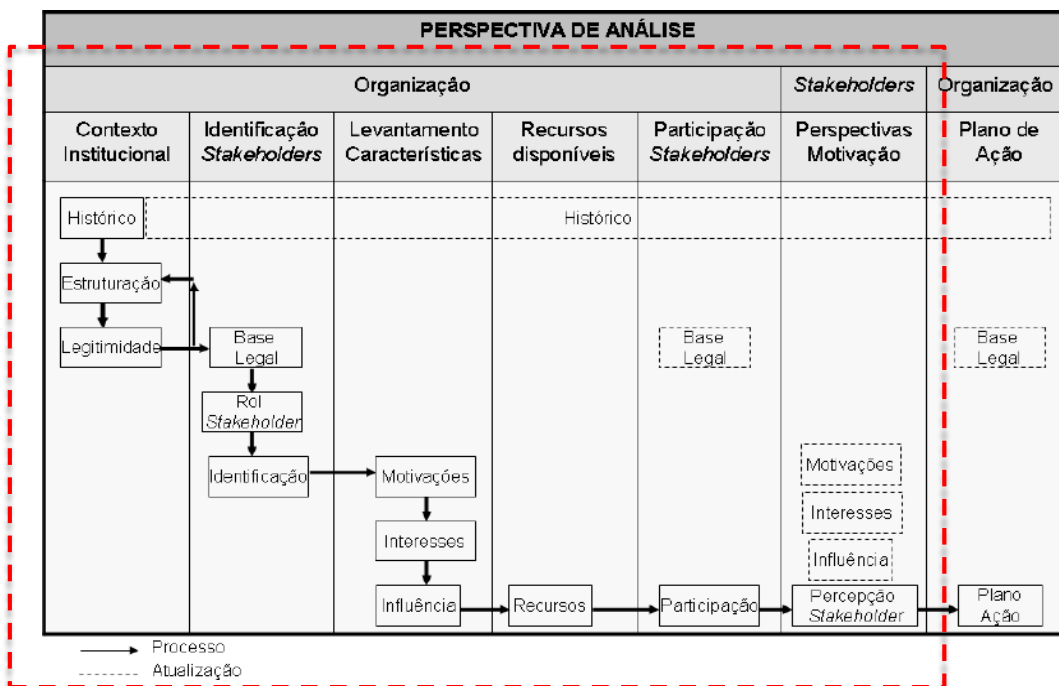 PERSPECTIVA DE ANÁLISE
Organização
Stakeholders
Organização
Contexto
Institucional
Identificação
Stakeholders
Levantamento
Características
Recursos
disponíveis
Participação
Stakeholders
Perspectivas
Motivação
Plano de
Ação
Histórico
Histórico
Estruturação
Legitimidade
Base
Legal
Base
Legal
Base
Legal
Rol
Stakeholder
Identificação
Motivações
Motivações
Interesses
Interesses
Influência
Influência
Recursos
Participação
Percepção
Stakeholder
Plano
Ação
Processo
Atualização